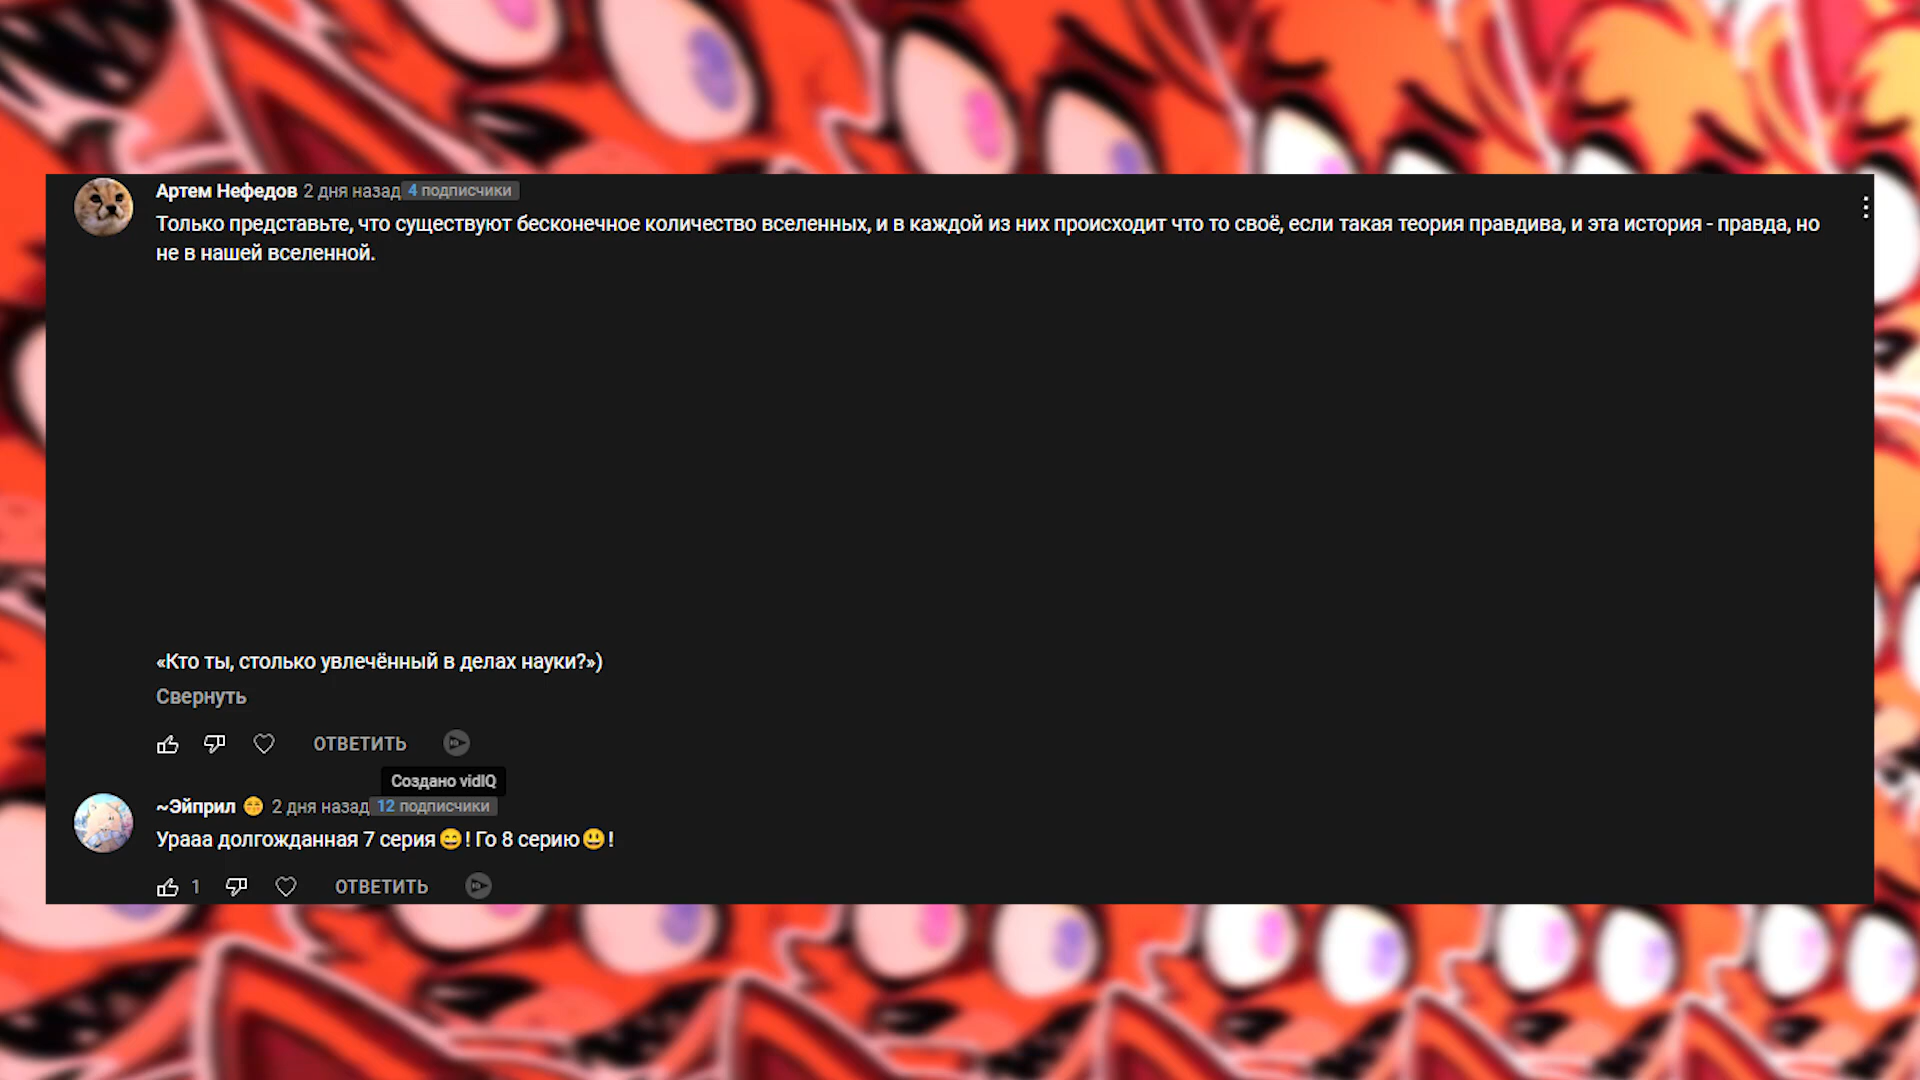 Артем Нефедов 2 дня назад 4 подписчики
Только представьте, что существуют бесконечное количество вселенных, и в каждой из них происходит что то своё, если такая теория правдива, и эта история - правда, но
не в нашей вселенной.
«Кто ты, столько увлечённый в делах науки?»)
Свернуть
ОТВЕТИТЬ
Создано vidIQ
~Эйприл 😁 2 дня назад 12 подписчики
Урааа долгожданная 7 серия😄! Го 8 серию😃!
1 ОТВЕТИТЬ